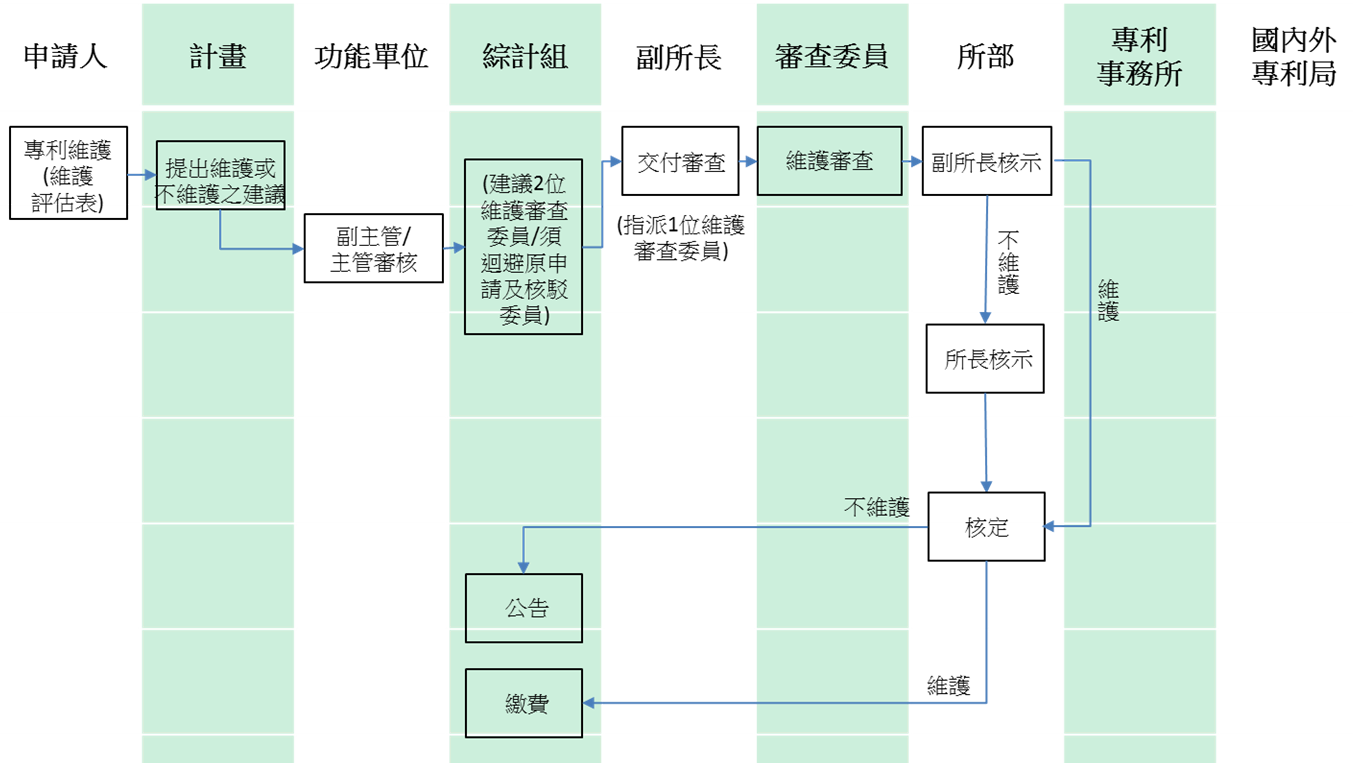 申請人
計畫
功能單位
綜計組
副所長
審查委員
所部
專利
事務所
國內外
專利局
專利維護
(維護
評估表)
提出維護或
不維護之建議
副主管/
主管審核
(建議2位
維護審查
委員/須
迴避原申
請及核駁
委員)
交付審查
(指派1位維護
審查委員)
維護審查
副所長核示
不維護
維護
所長核示
核定
不維護
公告
維護
繳費